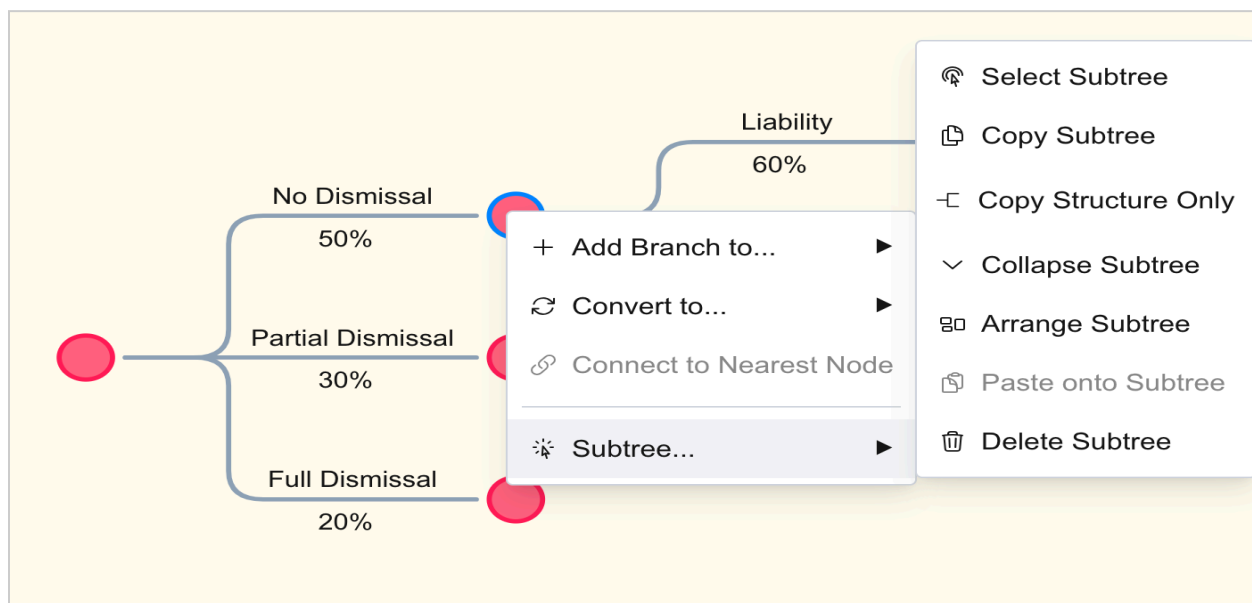 Liability
60%
No Dismissal
50%
Partial Dismissal
30%
Full Dismissal
20%
Add Branch to...
Convert to...
Connect to Nearest Node
Subtree...
Select Subtree
Copy Subtree
Copy Structure Only
Collapse Subtree
Arrange Subtree
Paste onto Subtree
Delete Subtree